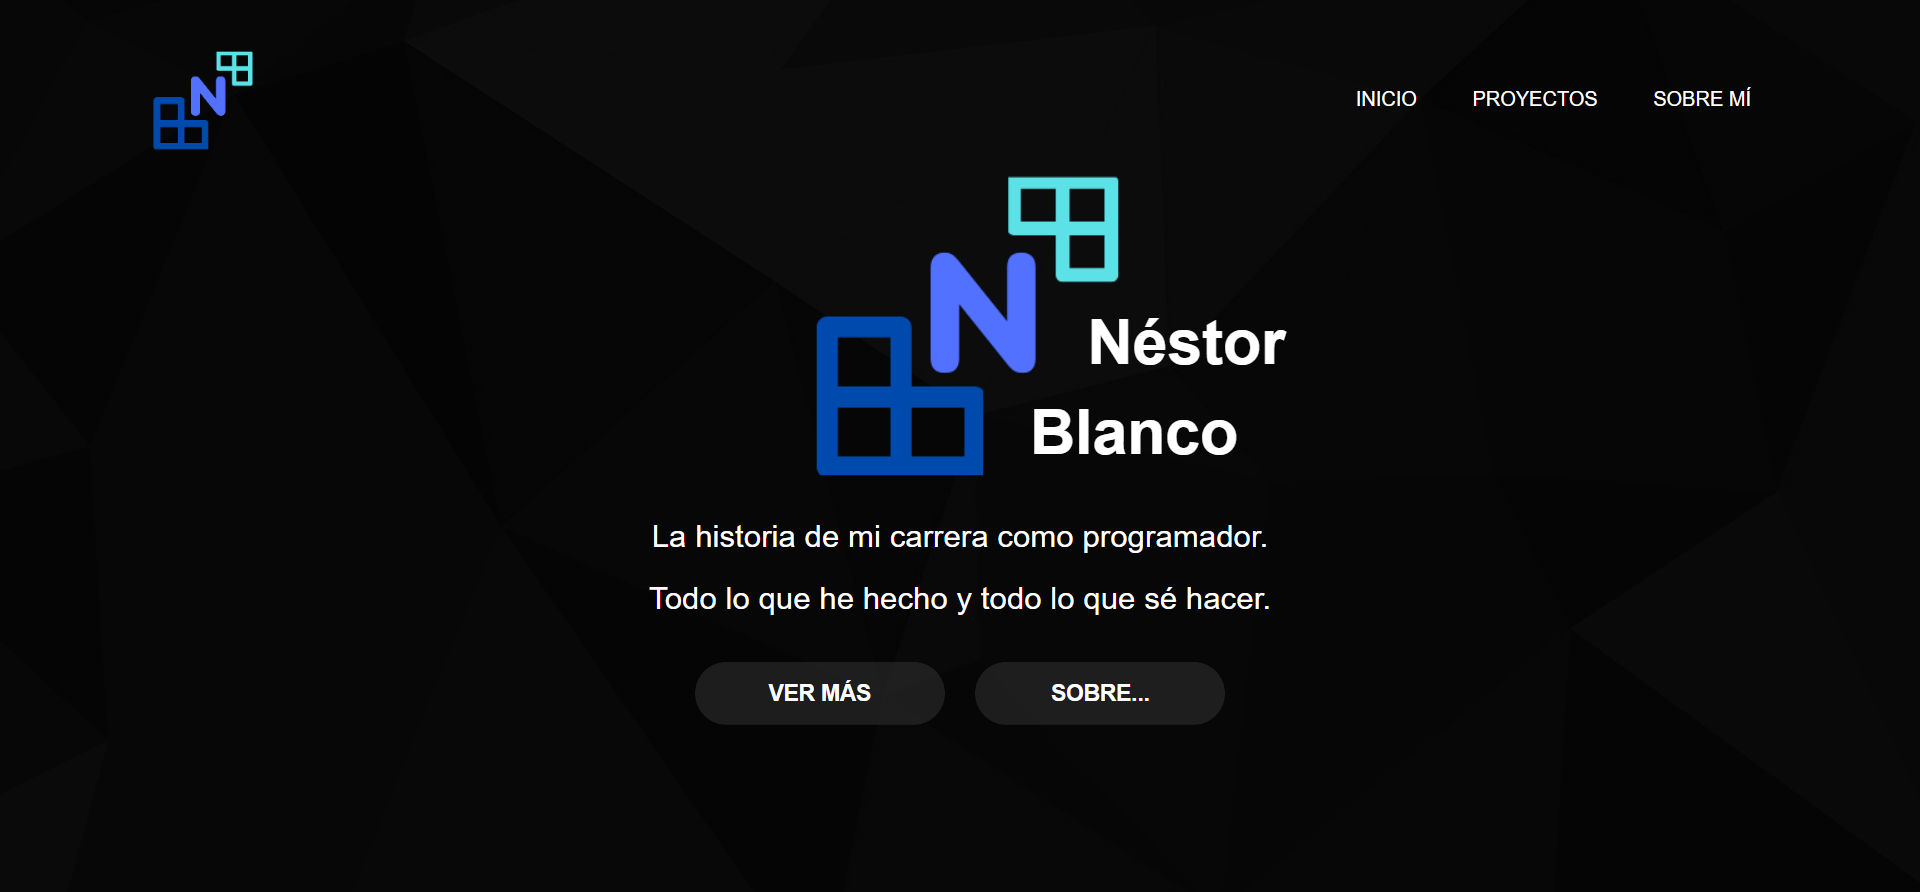 N
INICIO PROYECTOS SOBRE MÍ
N
Néstor
Blanco
La historia de mi carrera como programador.
Todo lo que he hecho y todo lo que sé hacer.
VER MÁS SOBRE...